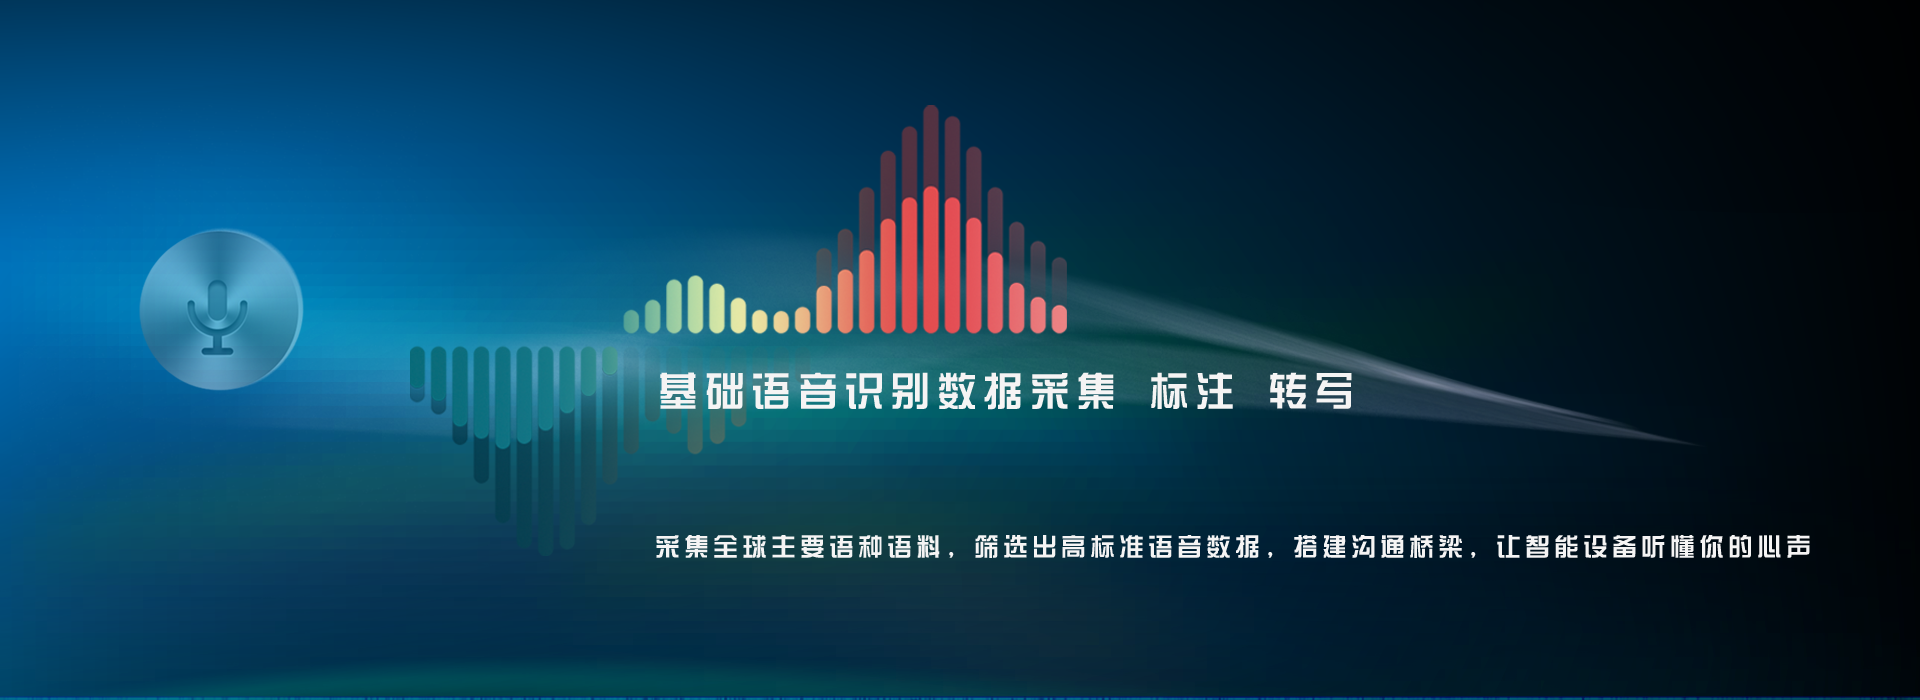 基础语音识别数据采集 标注 转写
采集全球主要语种语料，筛选出高标准语音数据，搭建沟通桥梁，让智能设备听懂你的心声